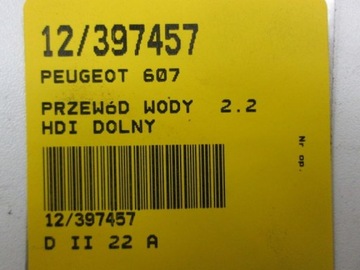 12/397457
PEUGEOT 607
PRZEWóD WODY 2.2
HDI DOLNY
Nr op.
12/397457
D II 22 A